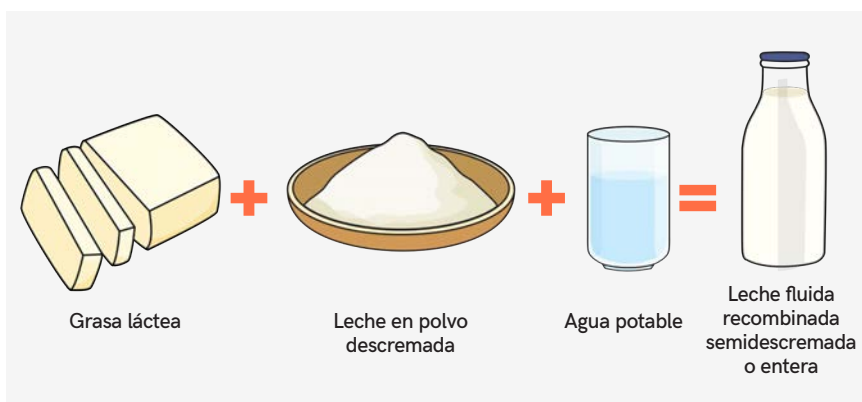 Grasa láctea
Leche en polvo
descremada
Agua potable
Leche fluida
recombinada
semidescremada
o entera